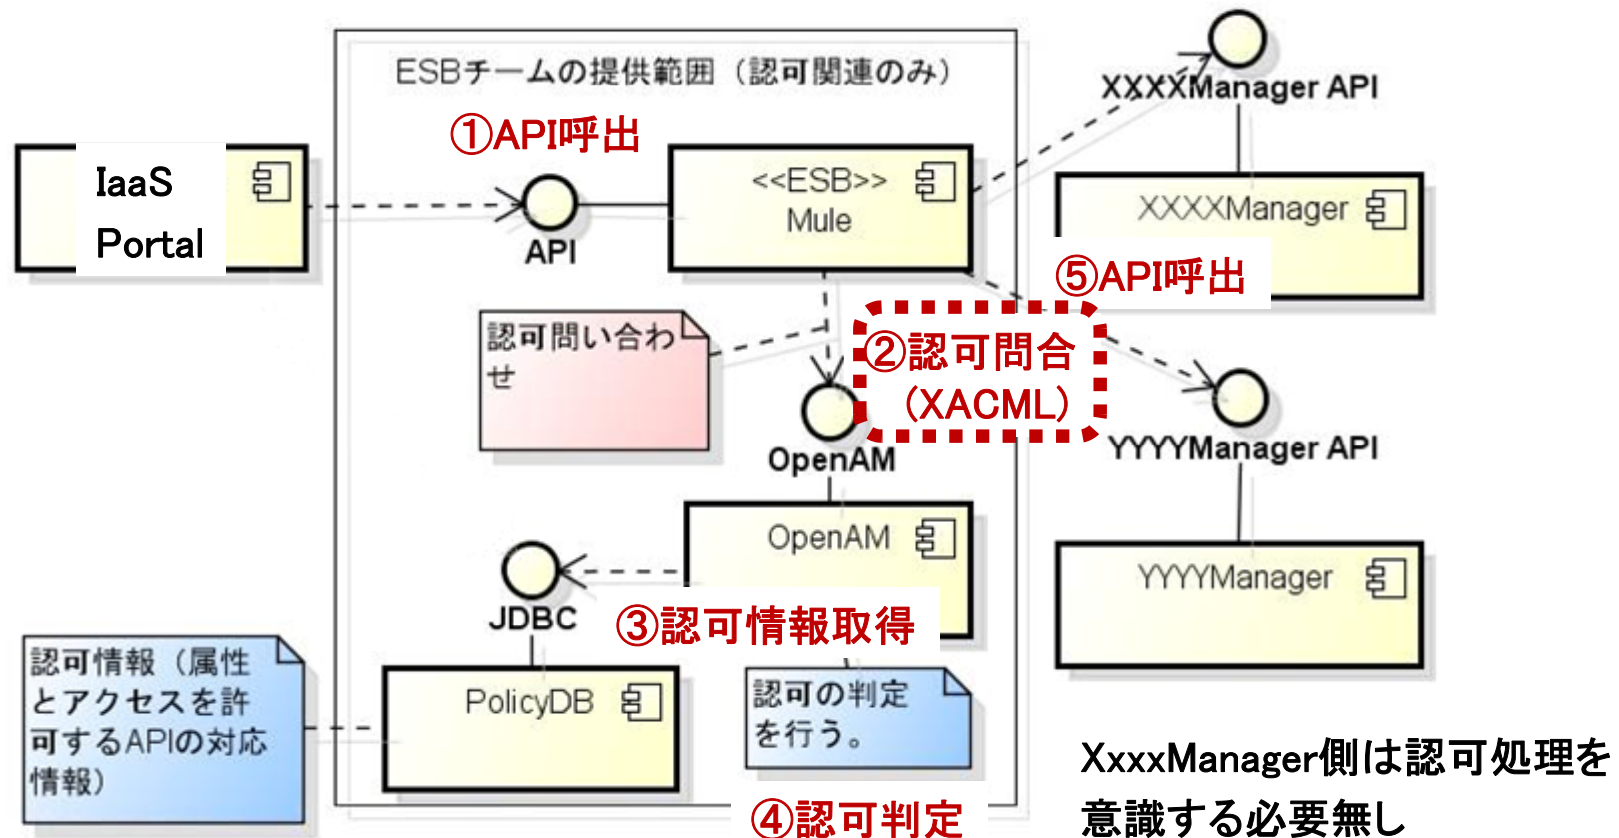 ESBチームの提供範囲（認可関連のみ）
①API呼出
IaaS
Portal
API
<<ESB>>
Mule
XXXXManager API
XXXXManager
⑤API呼出
認可問い合わ
せ
②認可問合
（XACML）
OpenAM
YYYYManager API
OpenAM
YYYYManager
JDBC
③認可情報取得
認可情報（属性
とアクセスを許
可するAPIの対応
情報）
PolicyDB
認可の判定
を行う。
④認可判定
XxxxManager側は認可処理を
意識する必要無し